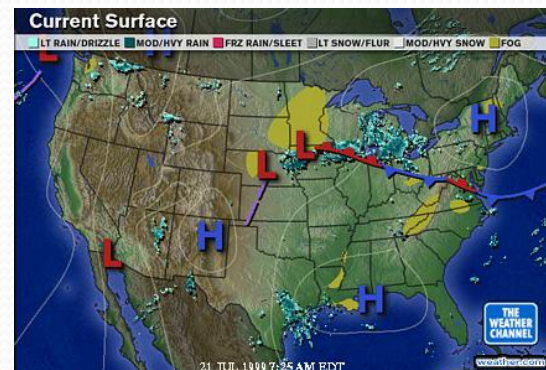 Current Surface
LT RAIN/DRIZZLE MOD/HVY RAIN FRZ RAIN/SLEET LT SNOW/FLUR MOD/HVY SNOW FOG
L
H
H
L
L
H
L
H
THE
WEATHER
CHANNEL
weather.com
21 JUL 1999 7:25 AM EDT